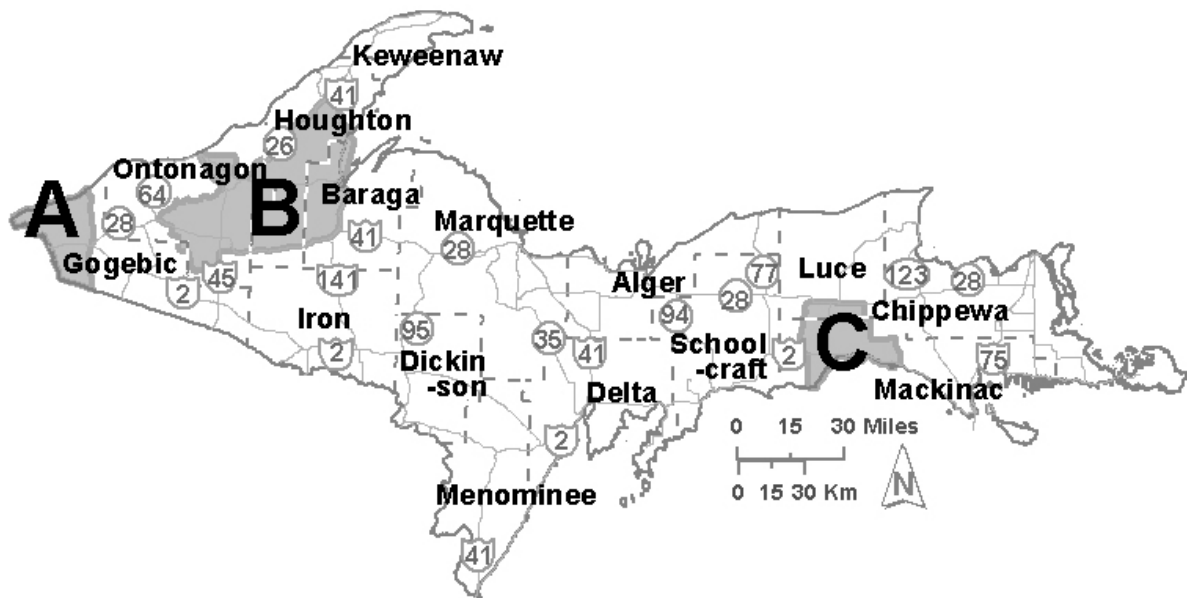 Keweenaw
41
Houghton
26
Ontonagon
64
A
B
Baraga
28
41
Marquette
28
Gogebic
45
2
141
Iron
2
95
Dickin
-son
35
41
Alger
94
28
77
Luce
123
28
Chippewa
School
-craft
2
C
75
Mackinac
Delta
2
Menominee
41
0 15 30 Miles
0 15 30 Km
N